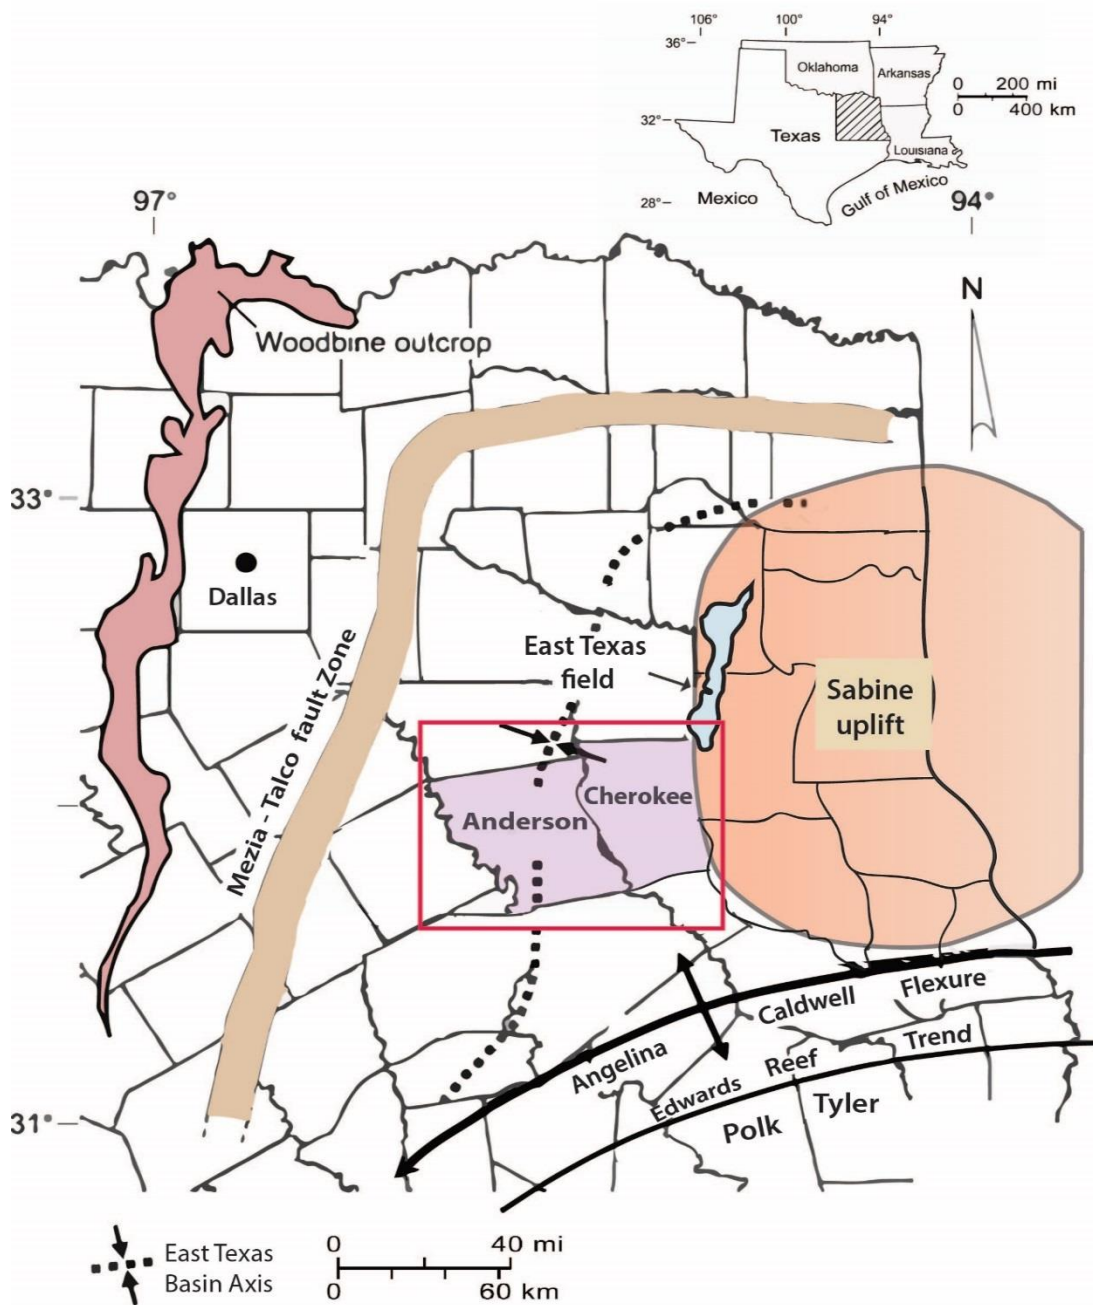 106° 100° 94°
36°
Oklahoma Arkansas
0 200 mi
0 400 km
32°
Texas
Louisiana
Mexico
Gulf of Mexico
28°
97°
94°
N
Woodbine outcrop
33°
Dallas
East Texas
field
Sabine
uplift
Mezia - Talco fault Zone
Cherokee
Anderson
Angelina Caldwell Flexure
Edwards Reef Trend
31°
Polk Tyler
East Texas
Basin Axis
0 40 mi
0 60 km